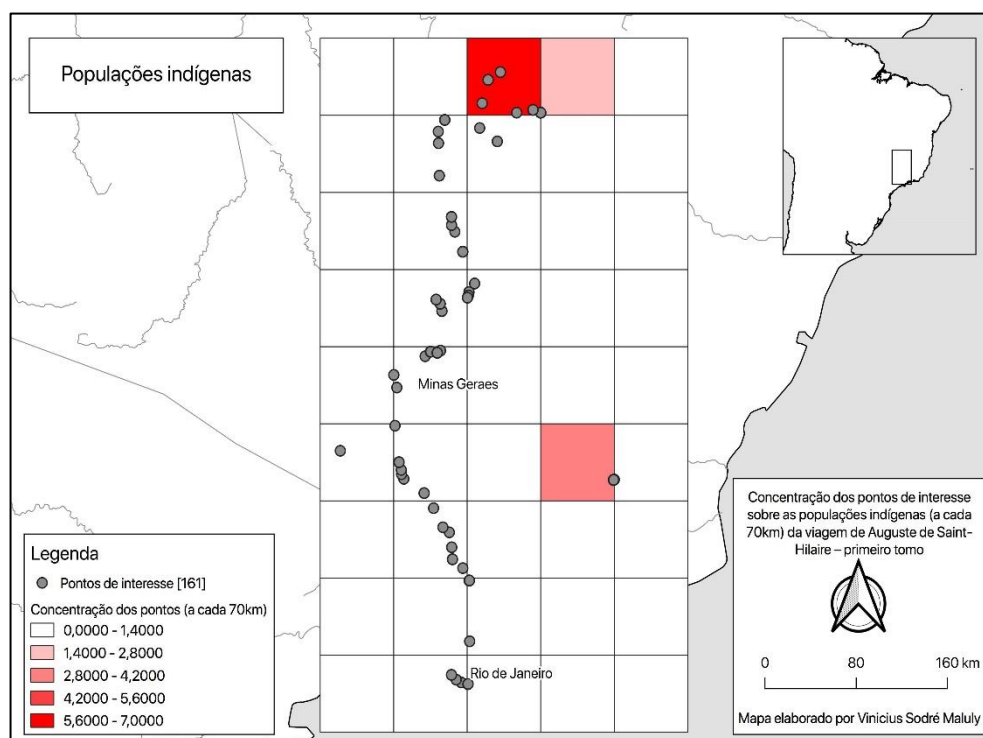 Populações indígenas
Minas Geraes
Rio de Janeiro
Legenda
Pontos de interesse [161]
Concentração dos pontos (a cada 70km)
0,0000 - 1,4000
1,4000 - 2,8000
2,8000 - 4,2000
4,2000 - 5,6000
5,6000 - 7,0000
Concentração dos pontos de interesse
sobre as populações indígenas (a cada
70km) da viagem de Auguste de Saint-
Hilaire – primeiro tomo
0 80 160 km
Mapa elaborado por Vinicius Sodré Maluly